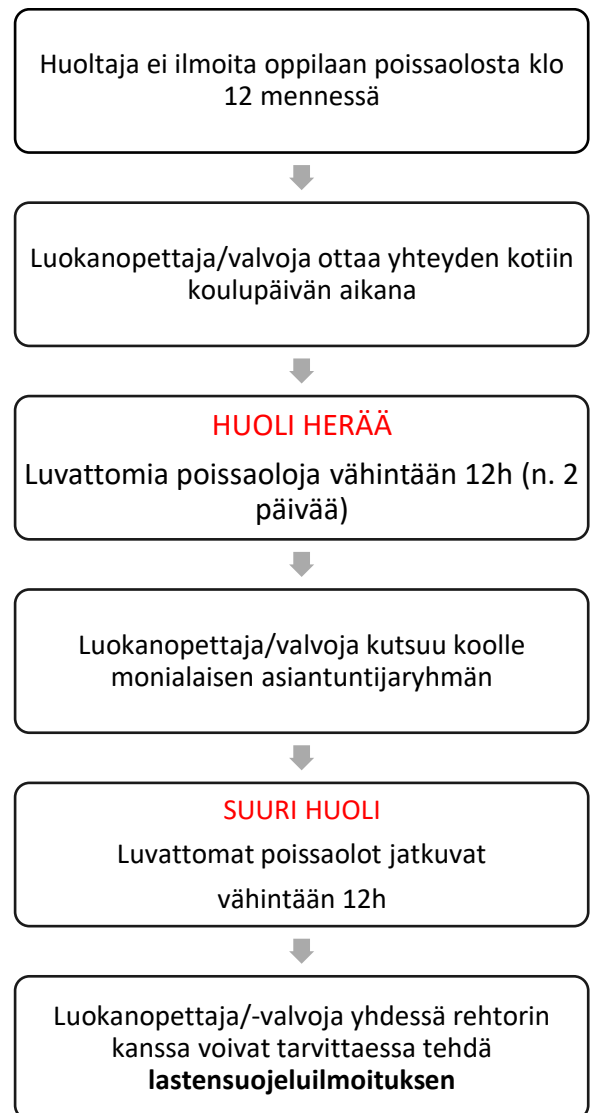 Huoltaja ei ilmoita oppilaan poissaolosta klo
12 mennessä
Luokanopettaja/valvoja ottaa yhteyden kotiin
koulupäivän aikana
HUOLI HERÄÄ
Luvattomia poissaoloja vähintään 12h (n. 2
päivää)
Luokanopettaja/valvoja kutsuu koolle
monialaisen asiantuntijaryhmän
SUURI HUOLI
Luvattomat poissaolot jatkuvat
vähintään 12h
Luokanopettaja/-valvoja yhdessä rehtorin
kanssa voivat tarvittaessa tehdä
lastensuojeluilmoituksen